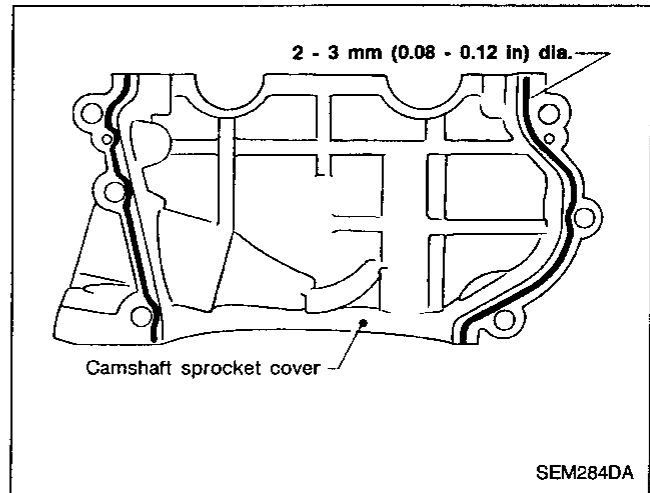 2 - 3 mm (0.08 - 0.12 in) dia.
Camshaft sprocket cover
SEM284DA